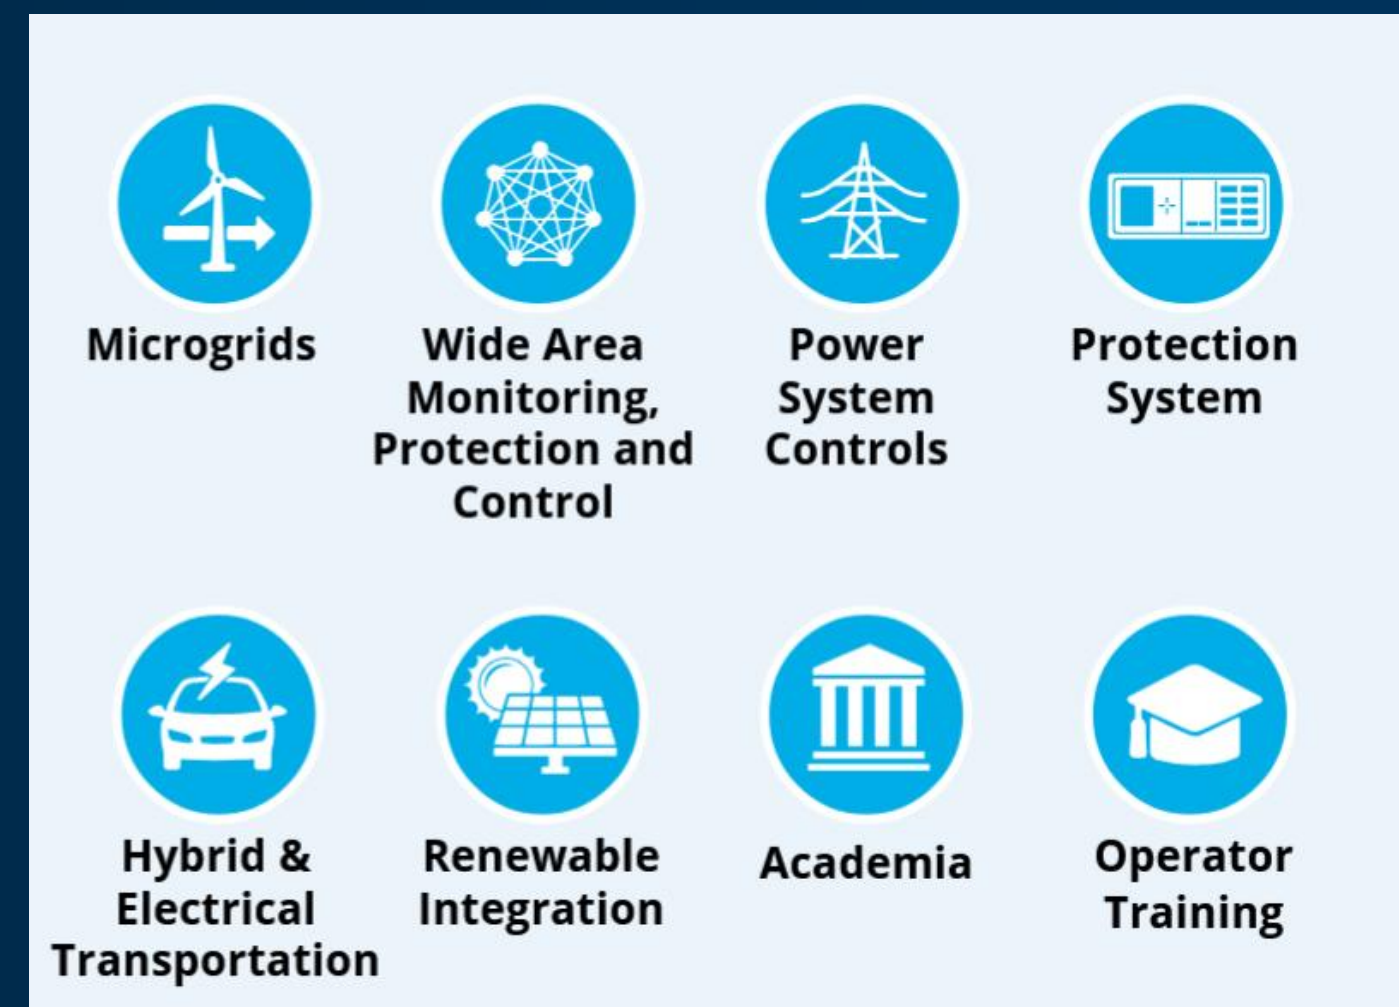 Microgrids
Wide Area
Monitoring,
Protection and
Control
Power
System
Controls
Protection
System
Hybrid &
Electrical
Transportation
Renewable
Integration
Academia
Operator
Training